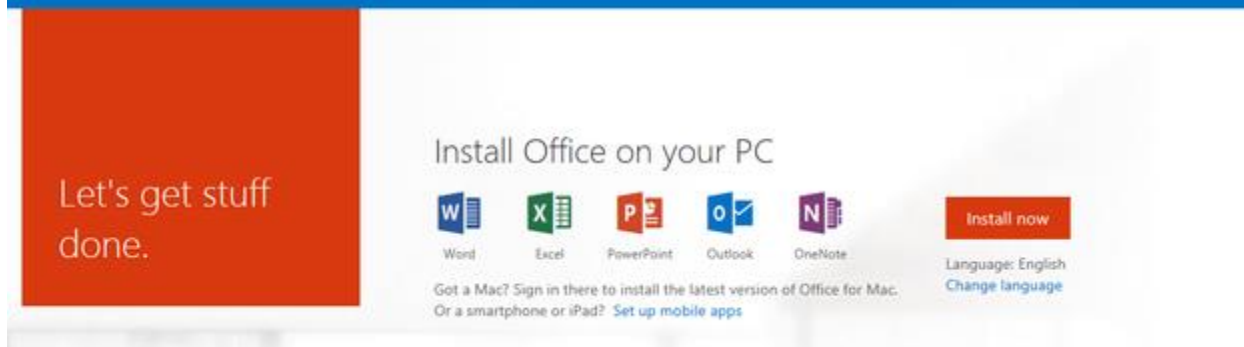 Let's get stuff
done.
Install Office on your PC
Word Excel PowerPoint Outlook OneNote
Got a Mac? Sign in there to install the latest version of Office for Mac.
Or a smartphone or iPad? Set up mobile apps
Install now
Language: English
Change language